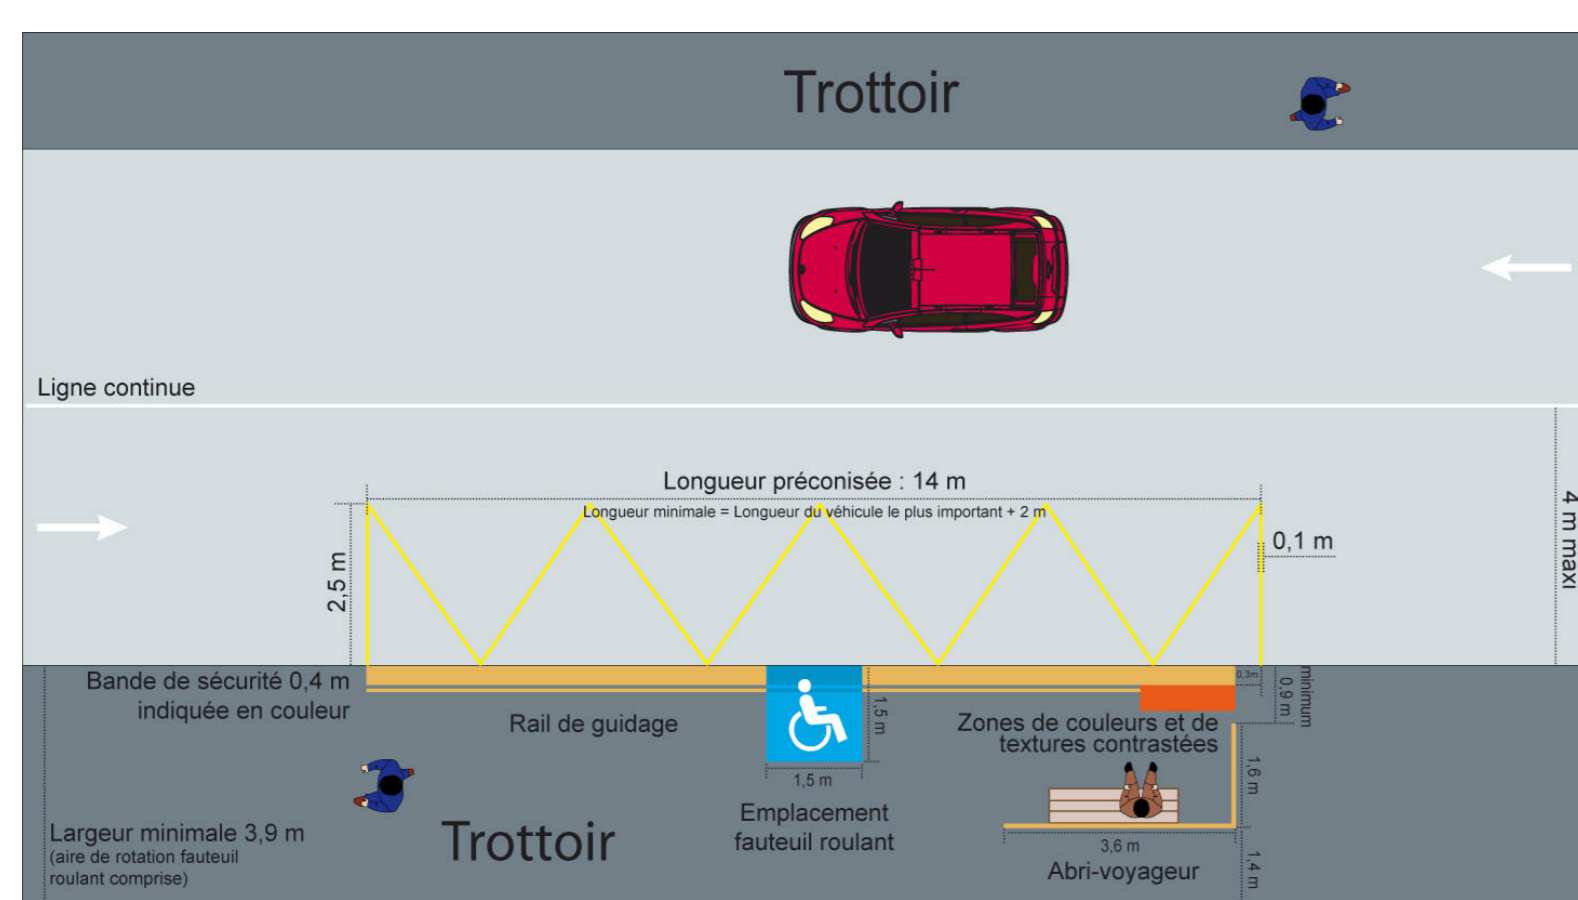 Trottoir
Ligne continue
Longueur préconisée : 14 m
Longueur minimale = Longueur du véhicule le plus important + 2 m
2,5 m
0,1 m
4 m maxi
Bande de sécurité 0,4 m
indiquée en couleur
Rail de guidage
1,5 m
1,5 m
Emplacement
fauteuil roulant
Zones de couleurs et de
textures contrastées
0,3m
0,9 m
minimum
1,6 m
3,6 m
Abri-voyageur
1,4 m
Largeur minimale 3,9 m
(aire de rotation fauteuil
roulant comprise)
Trottoir